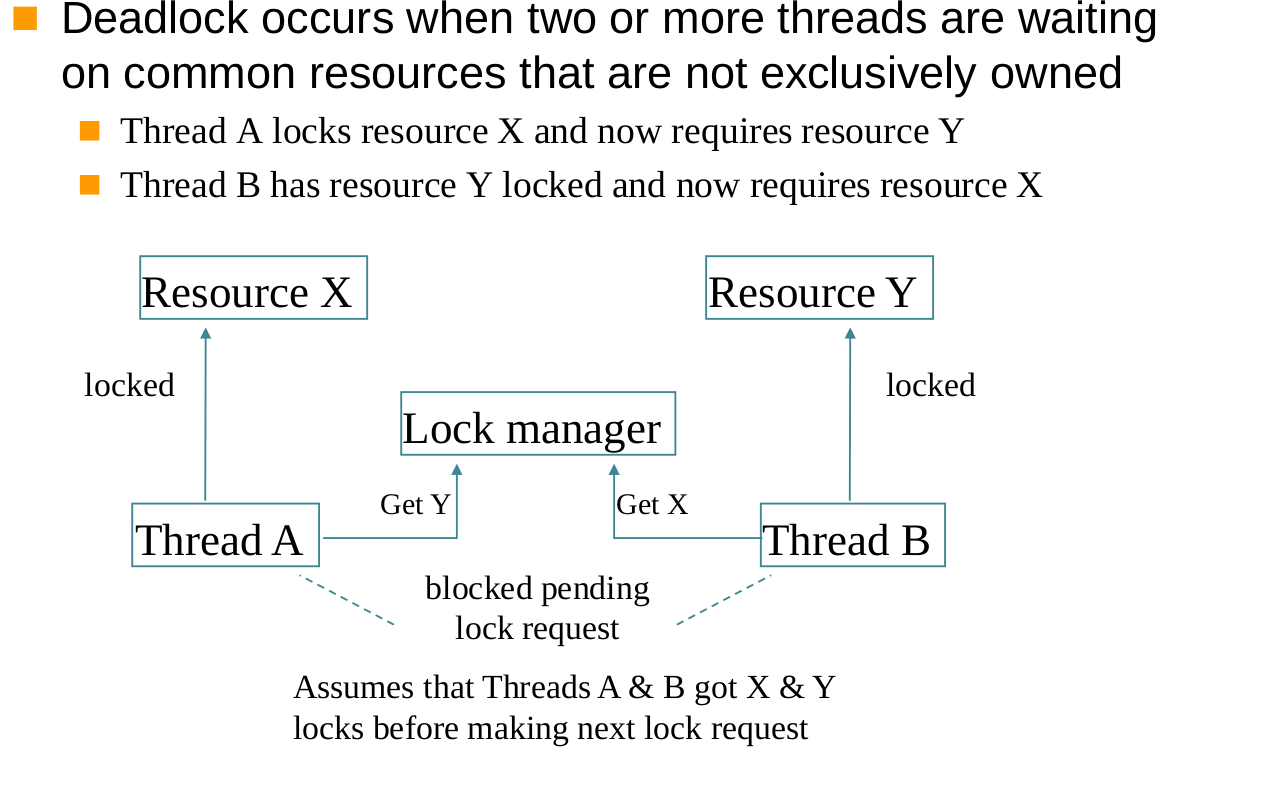 Deadlock occurs when two or more threads are waiting
on common resources that are not exclusively owned
Thread A locks resource X and now requires resource Y
Thread B has resource Y locked and now requires resource X
Resource X
Resource Y
locked
locked
Lock manager
Get Y
Get X
Thread A
Thread B
blocked pending
lock request
Assumes that Threads A & B got X & Y
locks before making next lock request